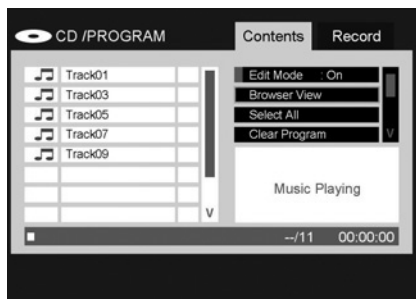 CD /PROGRAM
Contents
Record
Track01
Track03
Track05
Track07
Track09
V
Edit Mode : On
Browser View
Select All
Clear Program
V
Music Playing
--/11 00:00:00